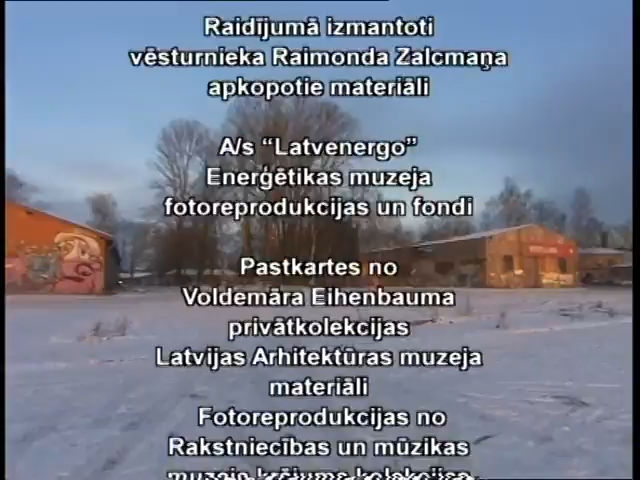 Raidījumā izmantoti
vēsturnieka Raimonda Zalcmaņa
apkopotie materiāli
A/s “Latvenergo”
Enerģētikas muzeja
fotoreprodukcijas un fondi
Pastkartes no
Voldemāra Eihenbauma
privātkolekcijas
Latvijas Arhitektūras muzeja
materiāli
Fotoreprodukcijas no
Rakstniecības un mūzikas